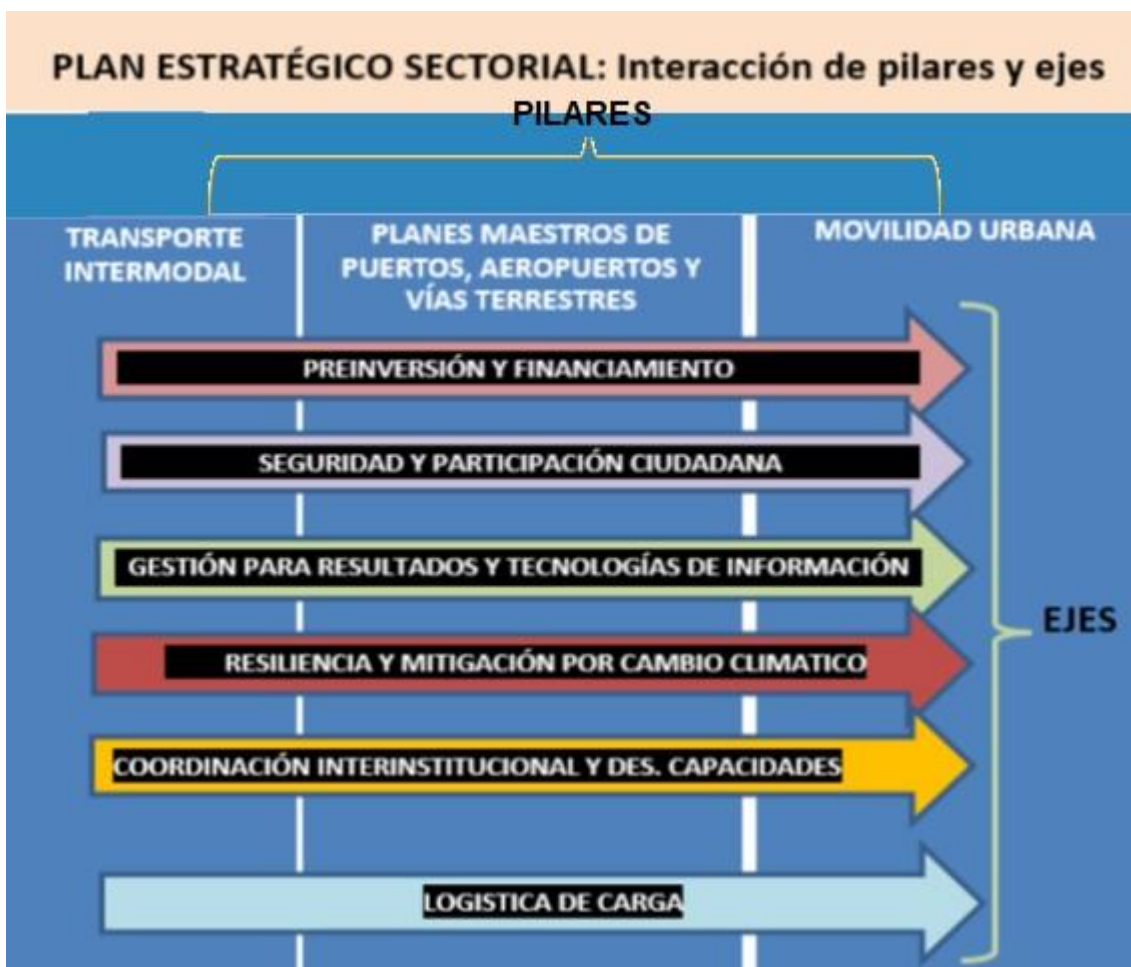 PLAN ESTRATÉGICO SECTORIAL: Interacción de pilares y ejes
PILARES
TRANSPORTE
INTERMODAL
PLANES MAESTROS DE
PUERTOS, AEROPUERTOS Y
VÍAS TERRESTRES
MOVILIDAD URBANA
PREINVERSIÓN Y FINANCIAMIENTO
SEGURIDAD Y PARTICIPACIÓN CIUDADANA
GESTIÓN PARA RESULTADOS Y TECNOLOGÍAS DE INFORMACIÓN
RESILIENCIA Y MITIGACIÓN POR CAMBIO CLIMATICO
COORDINACIÓN INTERINSTITUCIONAL Y DES. CAPACIDADES
LOGISTICA DE CARGA
EJES